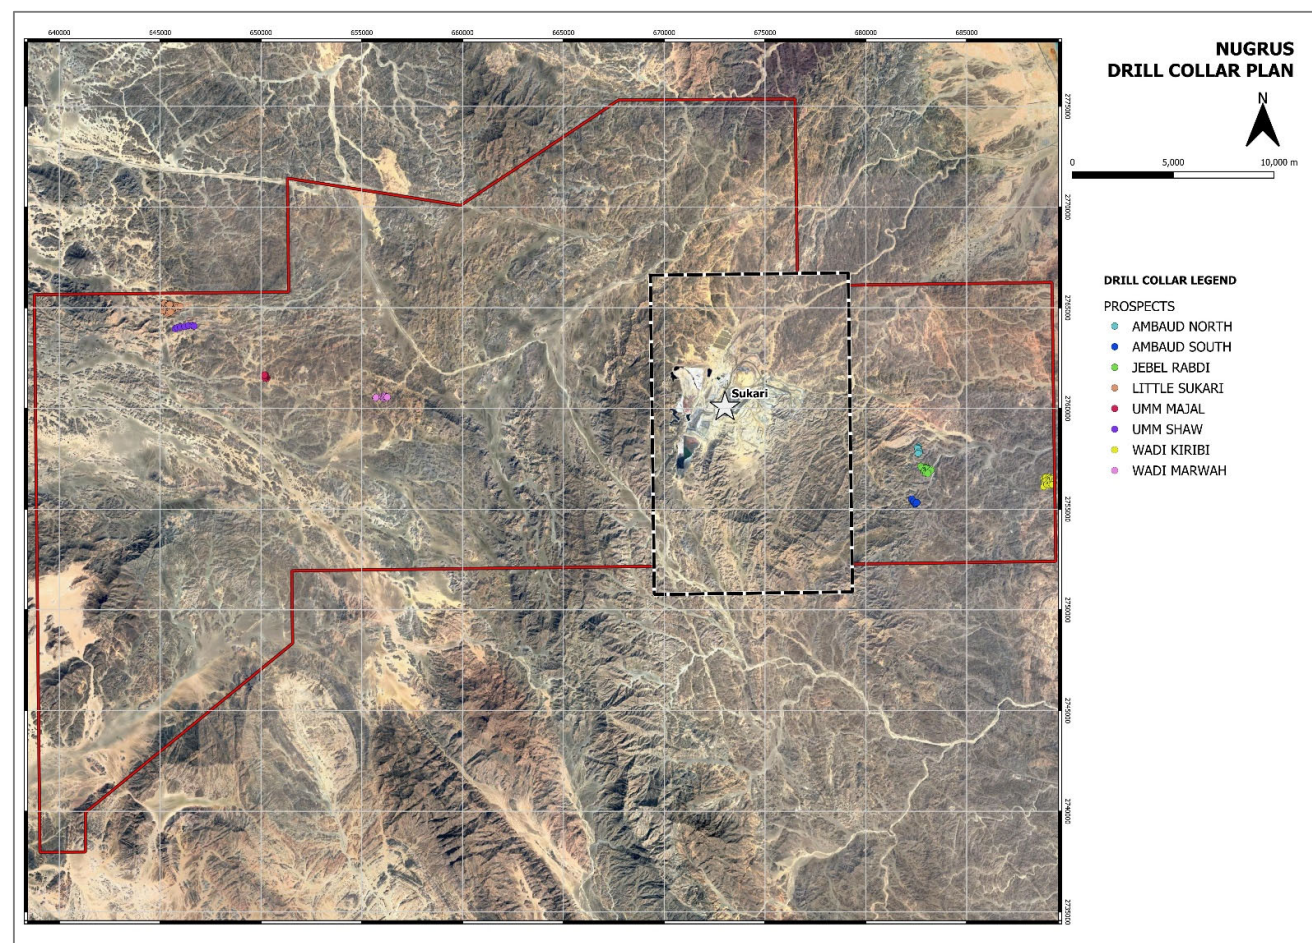 640000
645000
650000
655000
660000
665000
670000
675000
680000
685000
NUGRUS
DRILL COLLAR PLAN
N
0
5,000
10,000 m
2775000
2770000
2765000
2760000
2755000
2750000
2745000
2740000
2735000
Sukari
DRILL COLLAR LEGEND
PROSPECTS
AMBAUD NORTH
AMBAUD SOUTH
JEBEL RABDI
LITTLE SUKARI
UMM MAJAL
UMM SHAW
WADI KIRIBI
WADI MARWAH